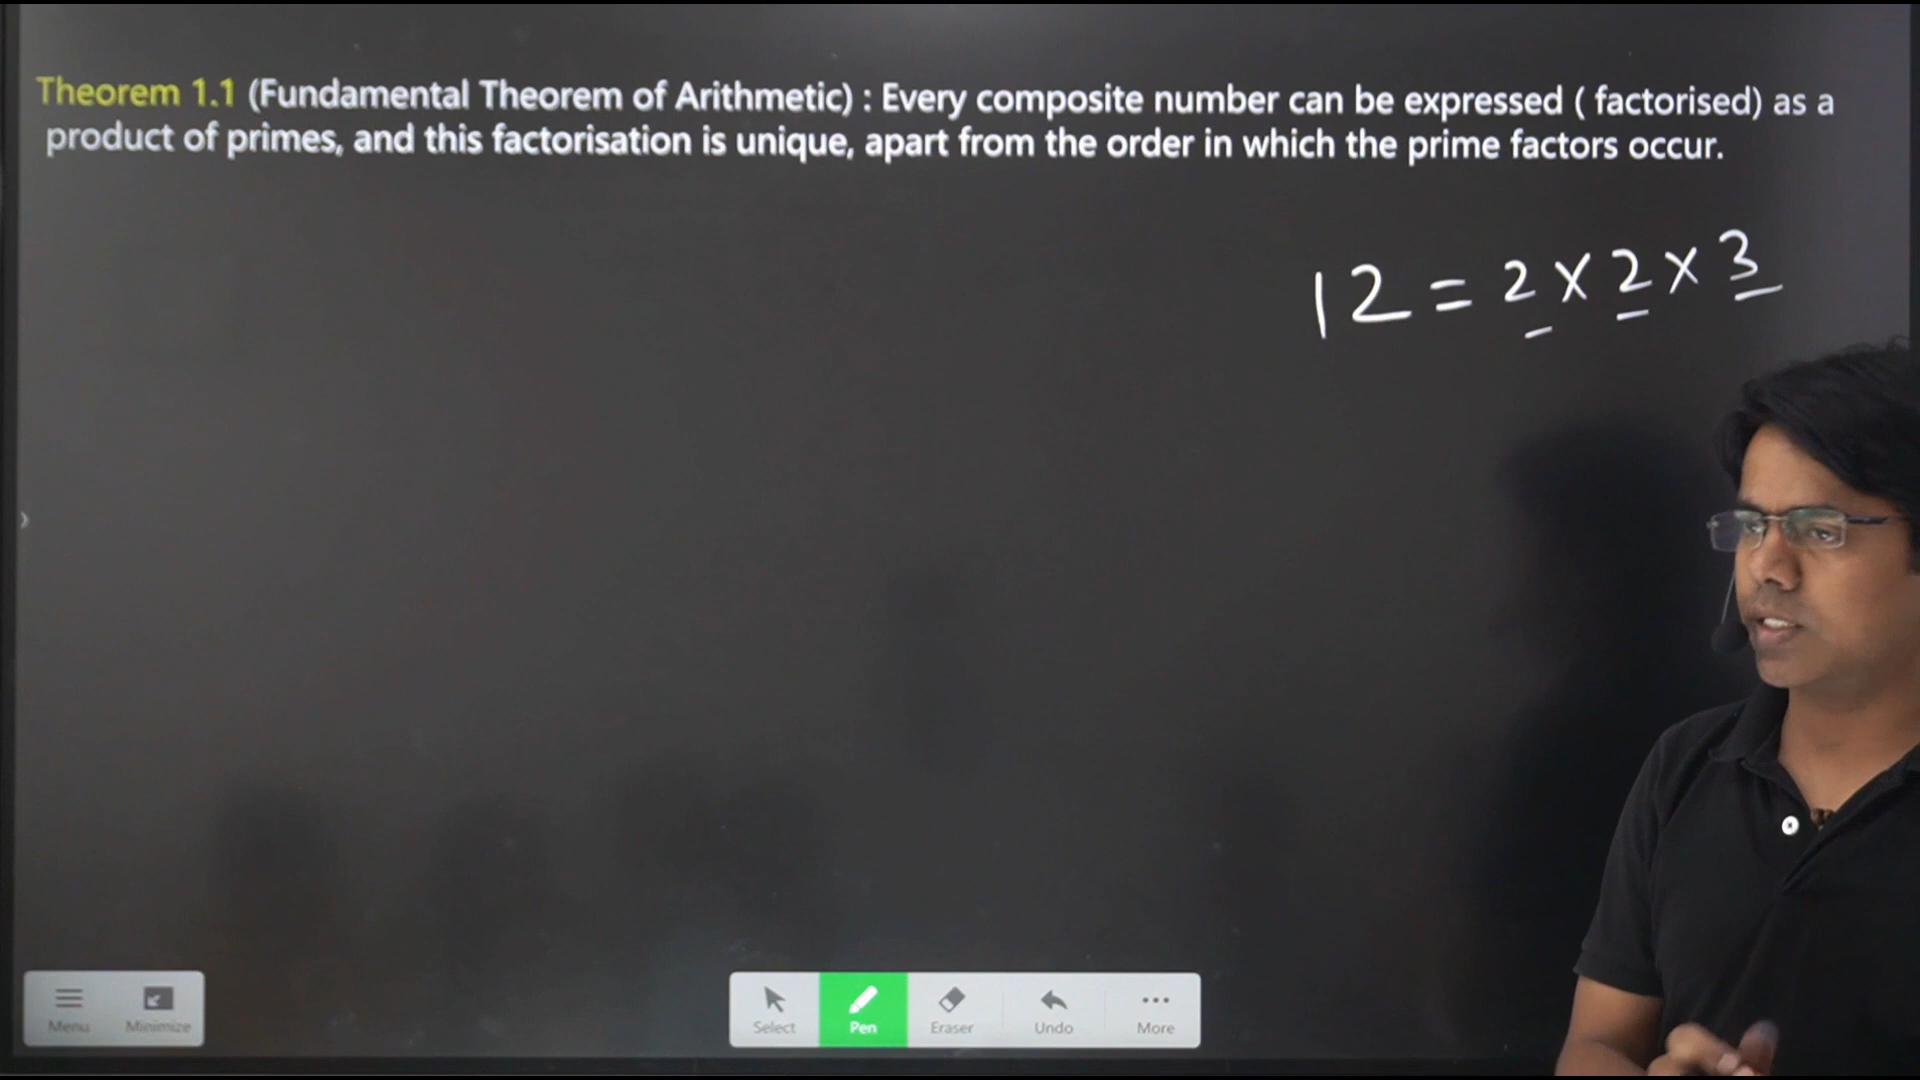 Theorem 1.1 (Fundamental Theorem of Arithmetic) : Every composite number can be expressed ( factorised) as a
product of primes, and this factorisation is unique, apart from the order in which the prime factors occur.
12 = 2 × 2 × 3
Menu Minimize Select Pen Eraser Undo More